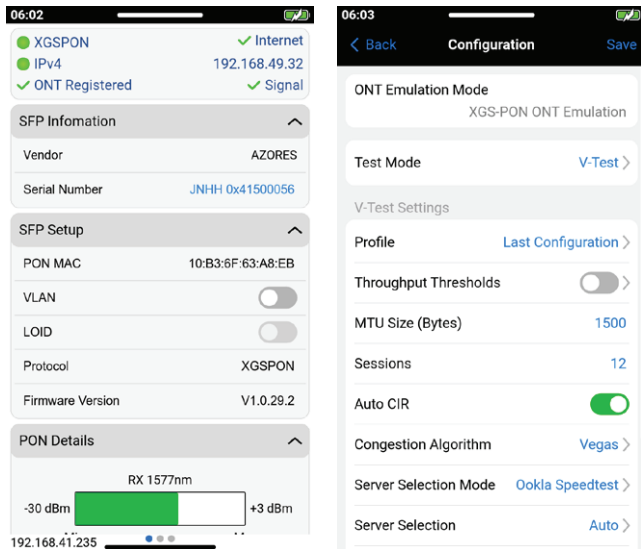 06:02
XGSPON Internet
IPv4 192.168.49.32
ONT Registered Signal
SFP Infomation
Vendor AZORES
Serial Number JNHH 0x41500056
SFP Setup
PON MAC 10:B3:6F:63:A8:EB
VLAN
LOID
Protocol XGSPON
Firmware Version V1.0.29.2
PON Details
RX 1577nm
-30 dBm +3 dBm
192.168.41.235
06:03
Back Configuration Save
ONT Emulation Mode
XGS-PON ONT Emulation
Test Mode V-Test
V-Test Settings
Profile Last Configuration
Throughput Thresholds
MTU Size (Bytes) 1500
Sessions 12
Auto CIR
Congestion Algorithm Vegas
Server Selection Mode Ookla Speedtest
Server Selection Auto